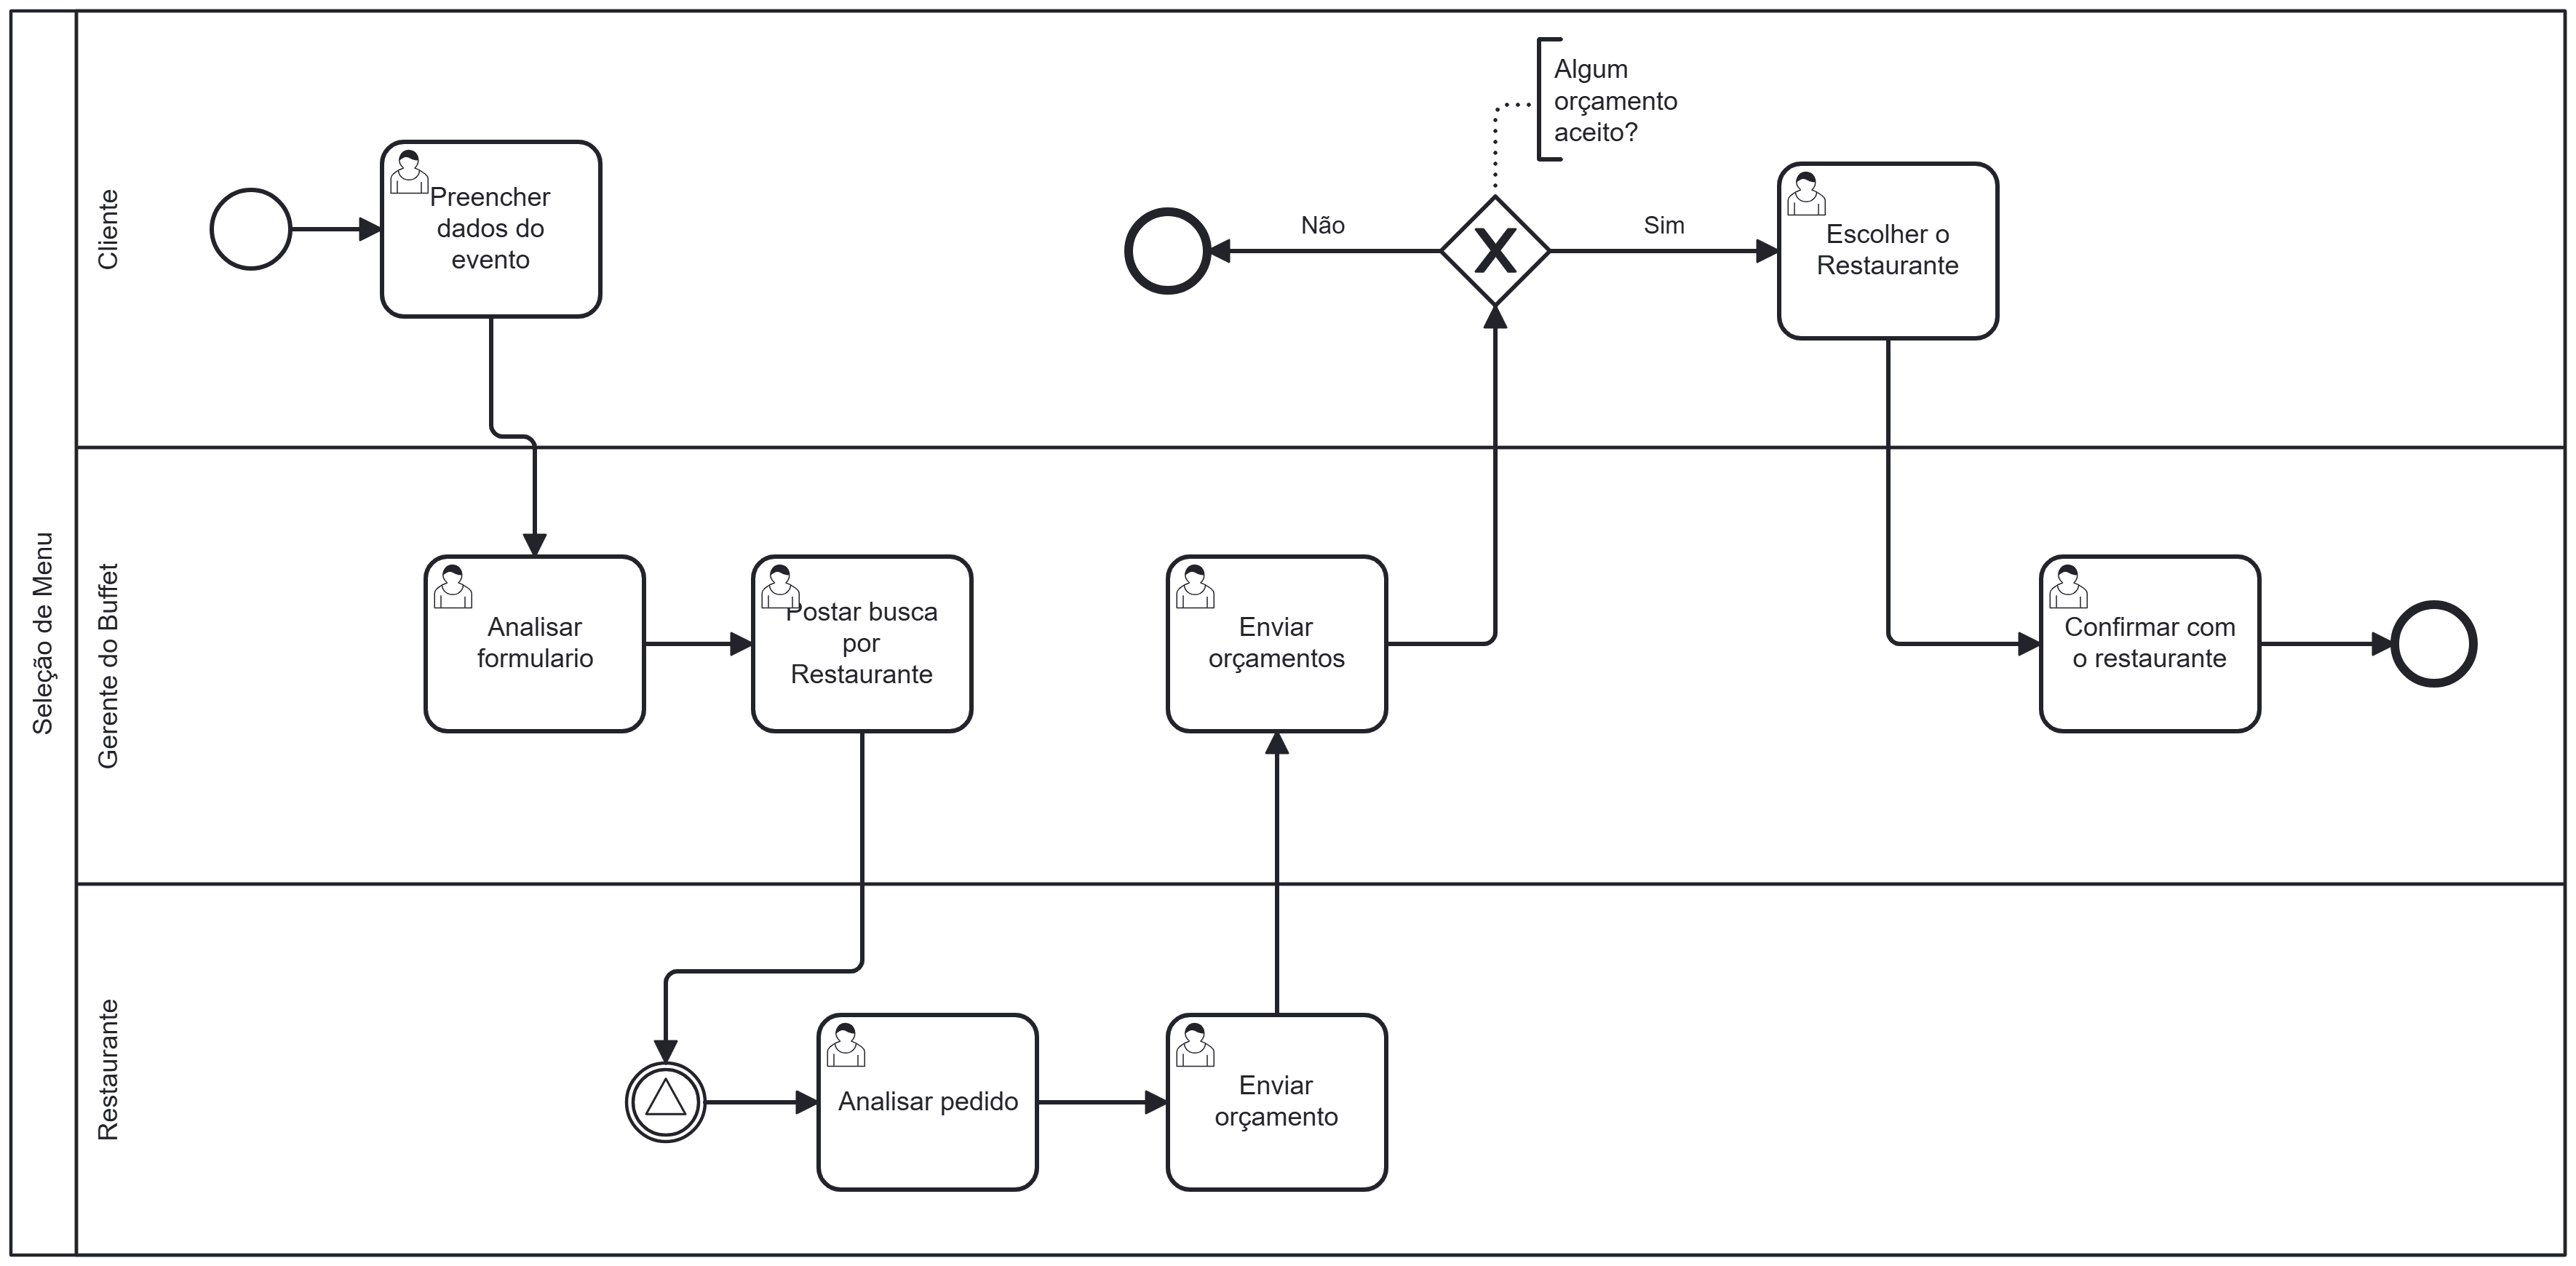 Seleção de Menu
Cliente
Preencher
dados do
evento
Não
Algum
orçamento
aceito?
Sim
Escolher o
Restaurante
Gerente do Buffet
Analisar
formulario
Postar busca
por
Restaurante
Enviar
orçamentos
Confirmar com
o restaurante
Restaurante
Analisar pedido
Enviar
orçamento